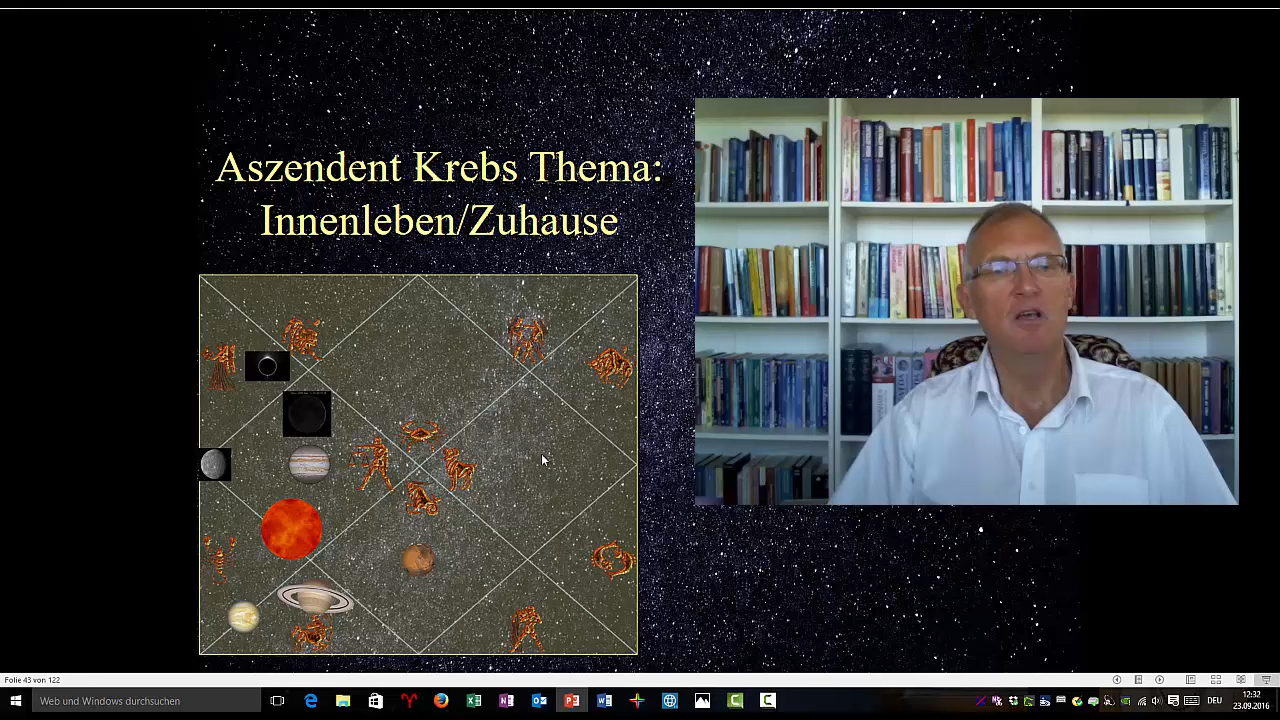 Aszendent Krebs Thema:
Innenleben/Zuhause
Folie 43 von 122
Web und Windows durchsuchen
DEU
12:32
23.09.2016